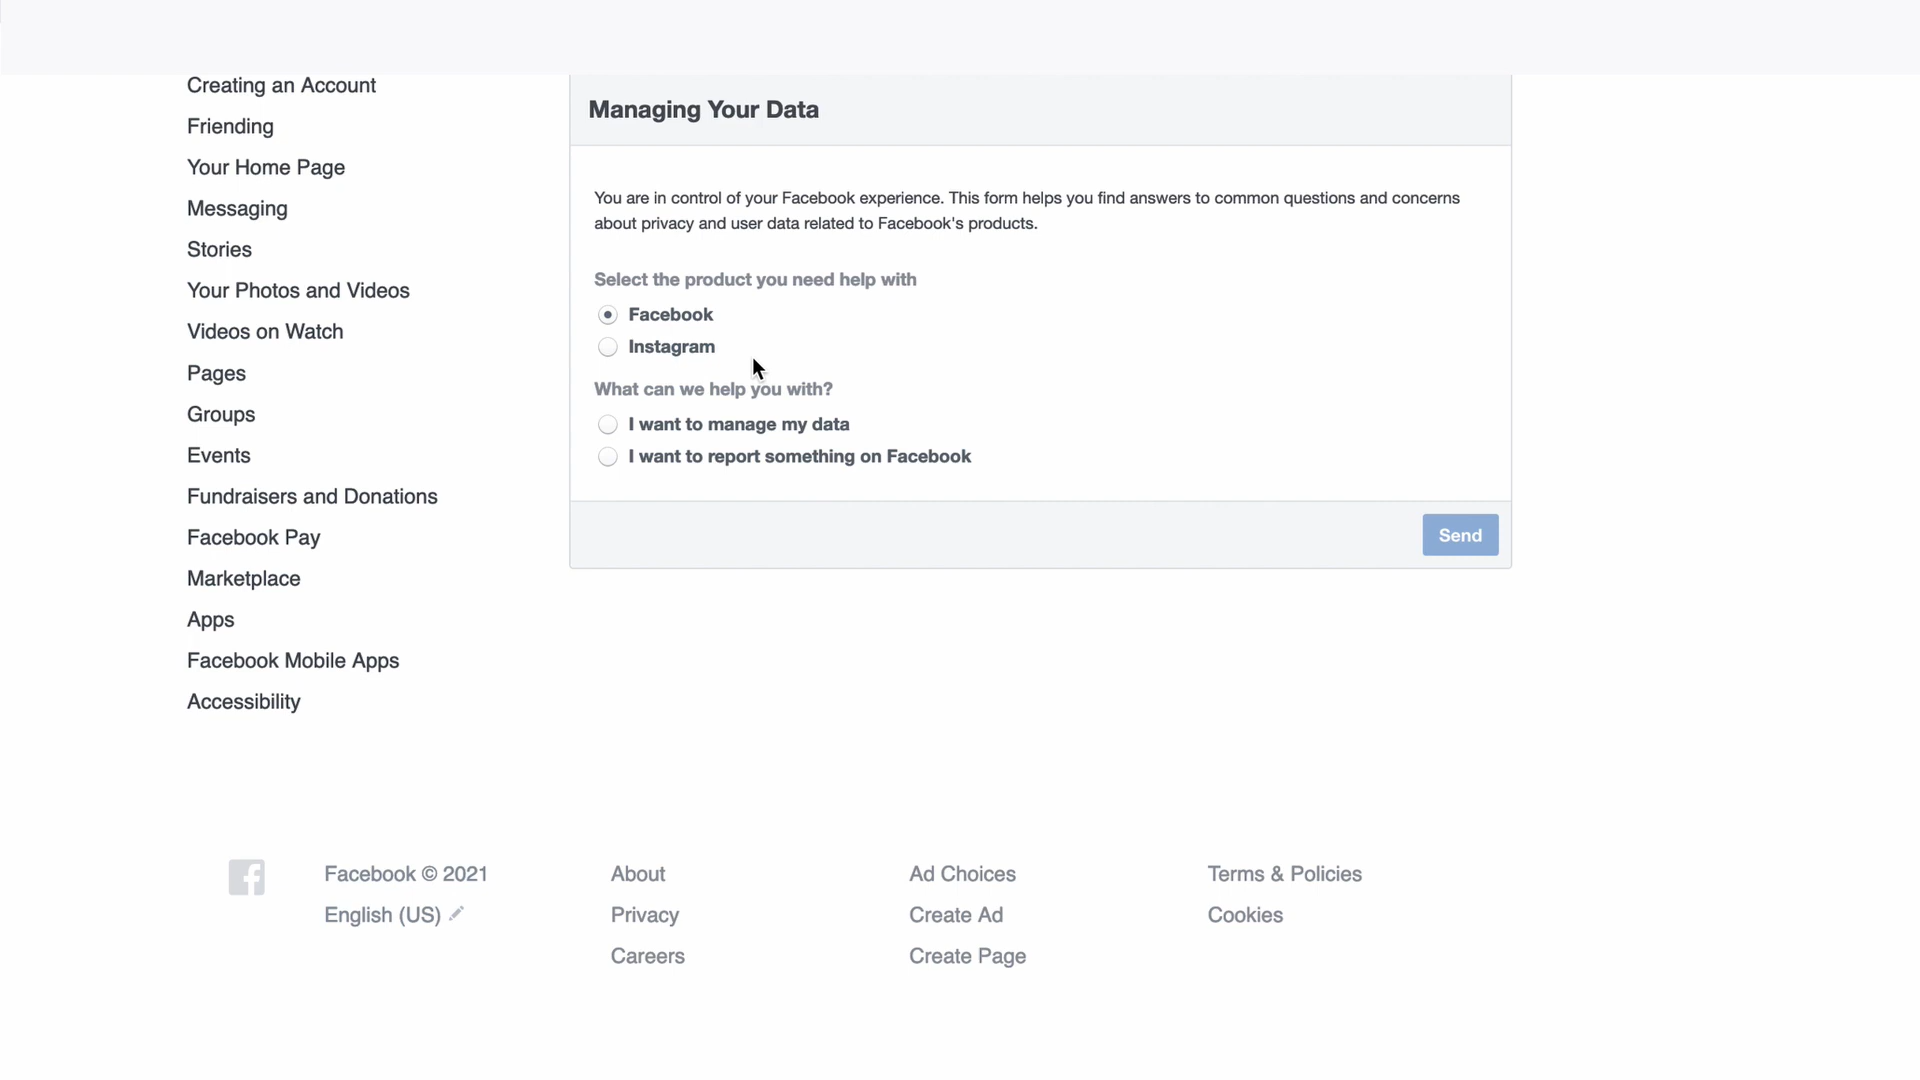 Creating an Account
Friending
Your Home Page
Messaging
Stories
Your Photos and Videos
Videos on Watch
Pages
Groups
Events
Fundraisers and Donations
Facebook Pay
Marketplace
Apps
Facebook Mobile Apps
Accessibility
Managing Your Data
You are in control of your Facebook experience. This form helps you find answers to common questions and concerns
about privacy and user data related to Facebook's products.
Select the product you need help with
Facebook
Instagram
What can we help you with?
I want to manage my data
I want to report something on Facebook
Send
Facebook © 2021
English (US)
About
Privacy
Careers
Ad Choices
Create Ad
Create Page
Terms & Policies
Cookies